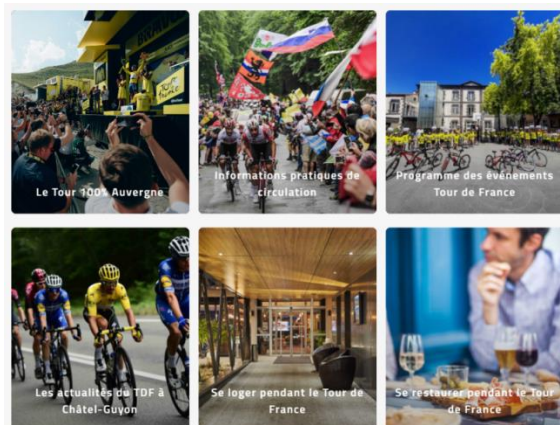 Le Tour 100% Auvergne
Informations pratiques de
circulation
Programme des événements
Tour de France
Les actualités du TDF à
Châtel-Guyon
Se loger pendant le Tour de
France
Se restaurer pendant le Tour
de France